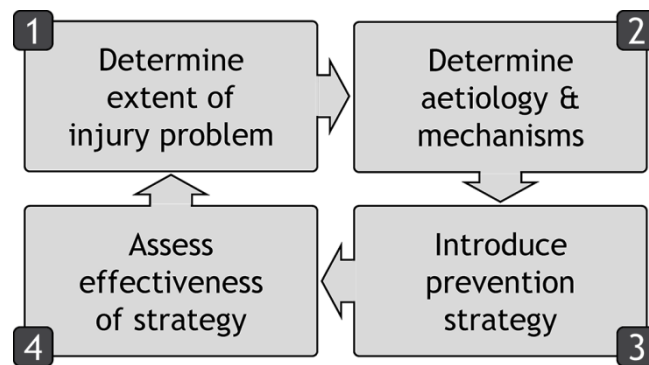 1
Determine
extent of
injury problem
2
Determine
aetiology &
mechanisms
3
Introduce
prevention
strategy
4
Assess
effectiveness
of strategy